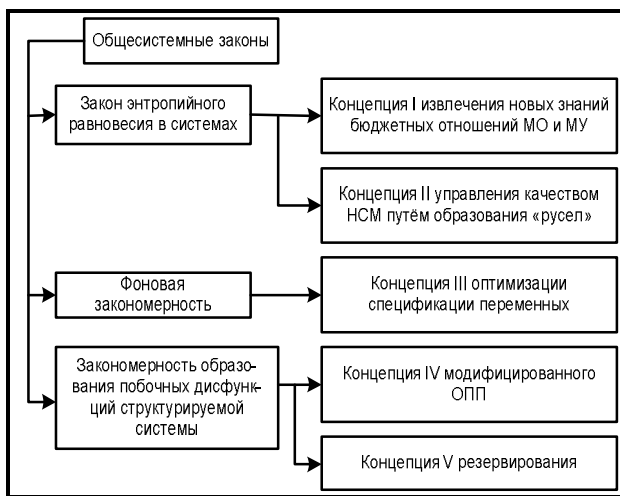 Общесистемные законы
Закон энтропийного
равновесия в системах
Концепция I извлечения новых знаний
бюджетных отношений МО и МУ
Концепция II управления качеством
НСМ путём образования «русел»
Фоновая
закономерность
Концепция III оптимизации
спецификации переменных
Закономерность образо-
вания побочных дисфунк-
ций структурируемой
системы
Концепция IV модифицированного
ОПП
Концепция V резервирования